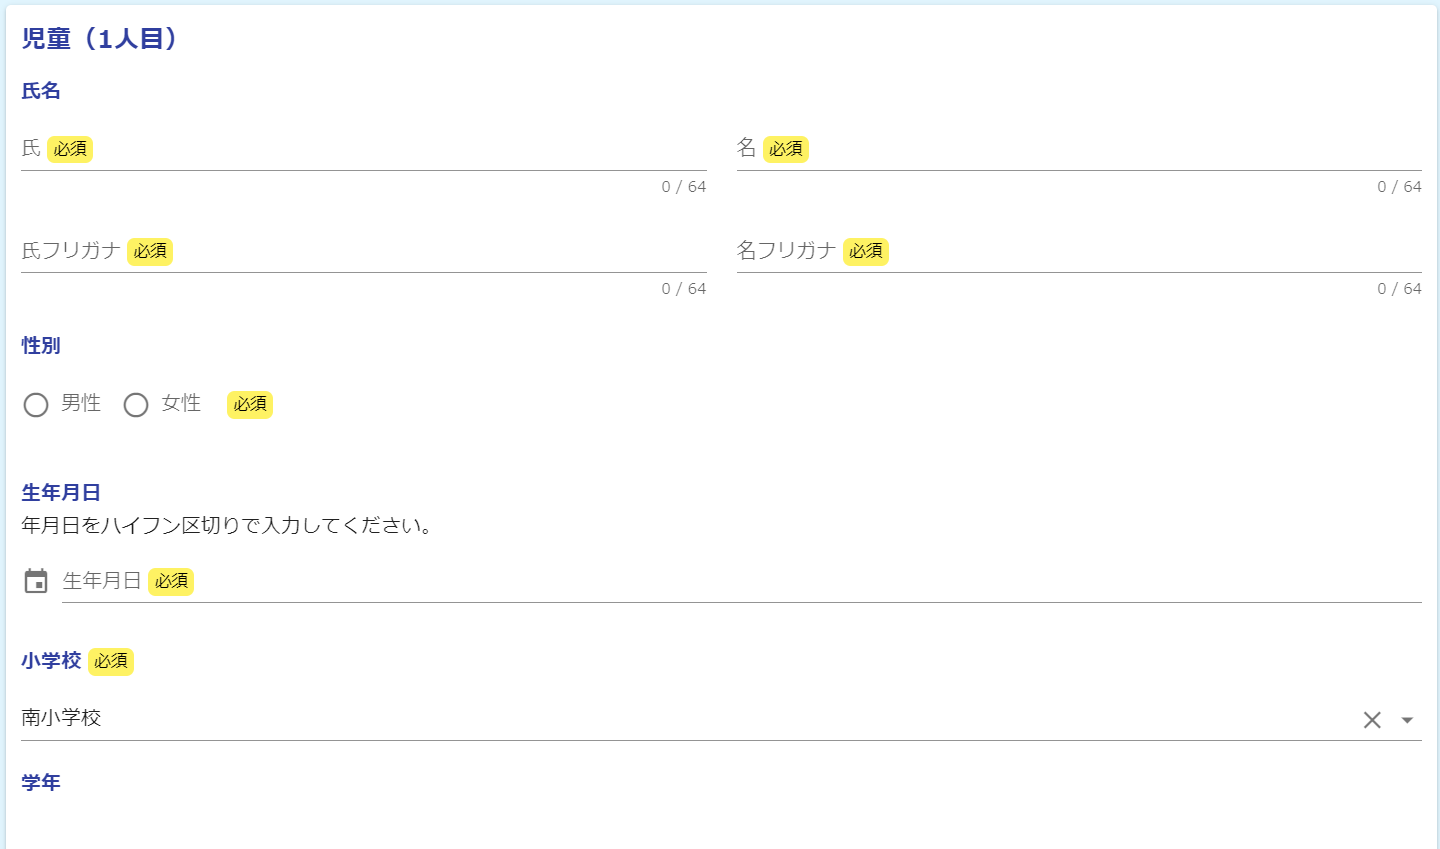 児童（1人目）
氏名
氏 必須
名 必須
0 / 64
0 / 64
氏フリガナ 必須
名フリガナ 必須
0 / 64
0 / 64
性別
男性 女性 必須
生年月日
年月日をハイフン区切りで入力してください。
生年月日 必須
小学校 必須
南小学校
学年